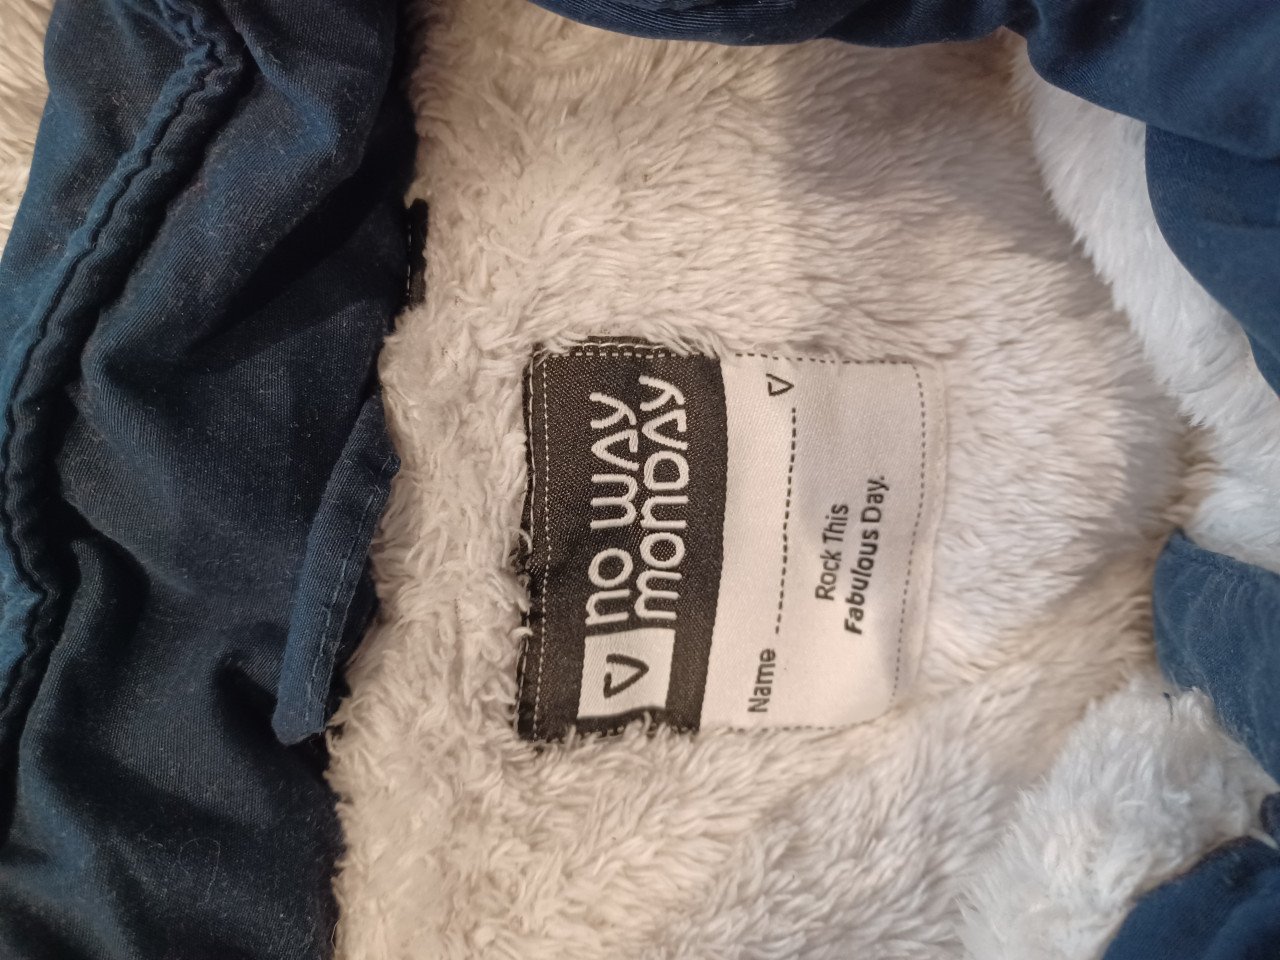 no way
monday
Name
Rock This
Fabulous Day.